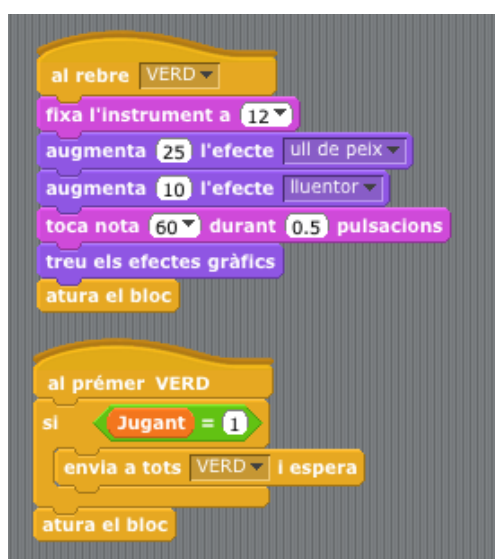 al rebre VERD
fixa l'instrument a 12
augmenta 25 l'efecte ull de peix
augmenta 10 l'efecte lluentor
toca nota 60 durant 0.5 pulsacions
treu els efectes gràfics
atura el bloc
al prémer VERD
si Jugant = 1
envia a tots VERD i espera
atura el bloc